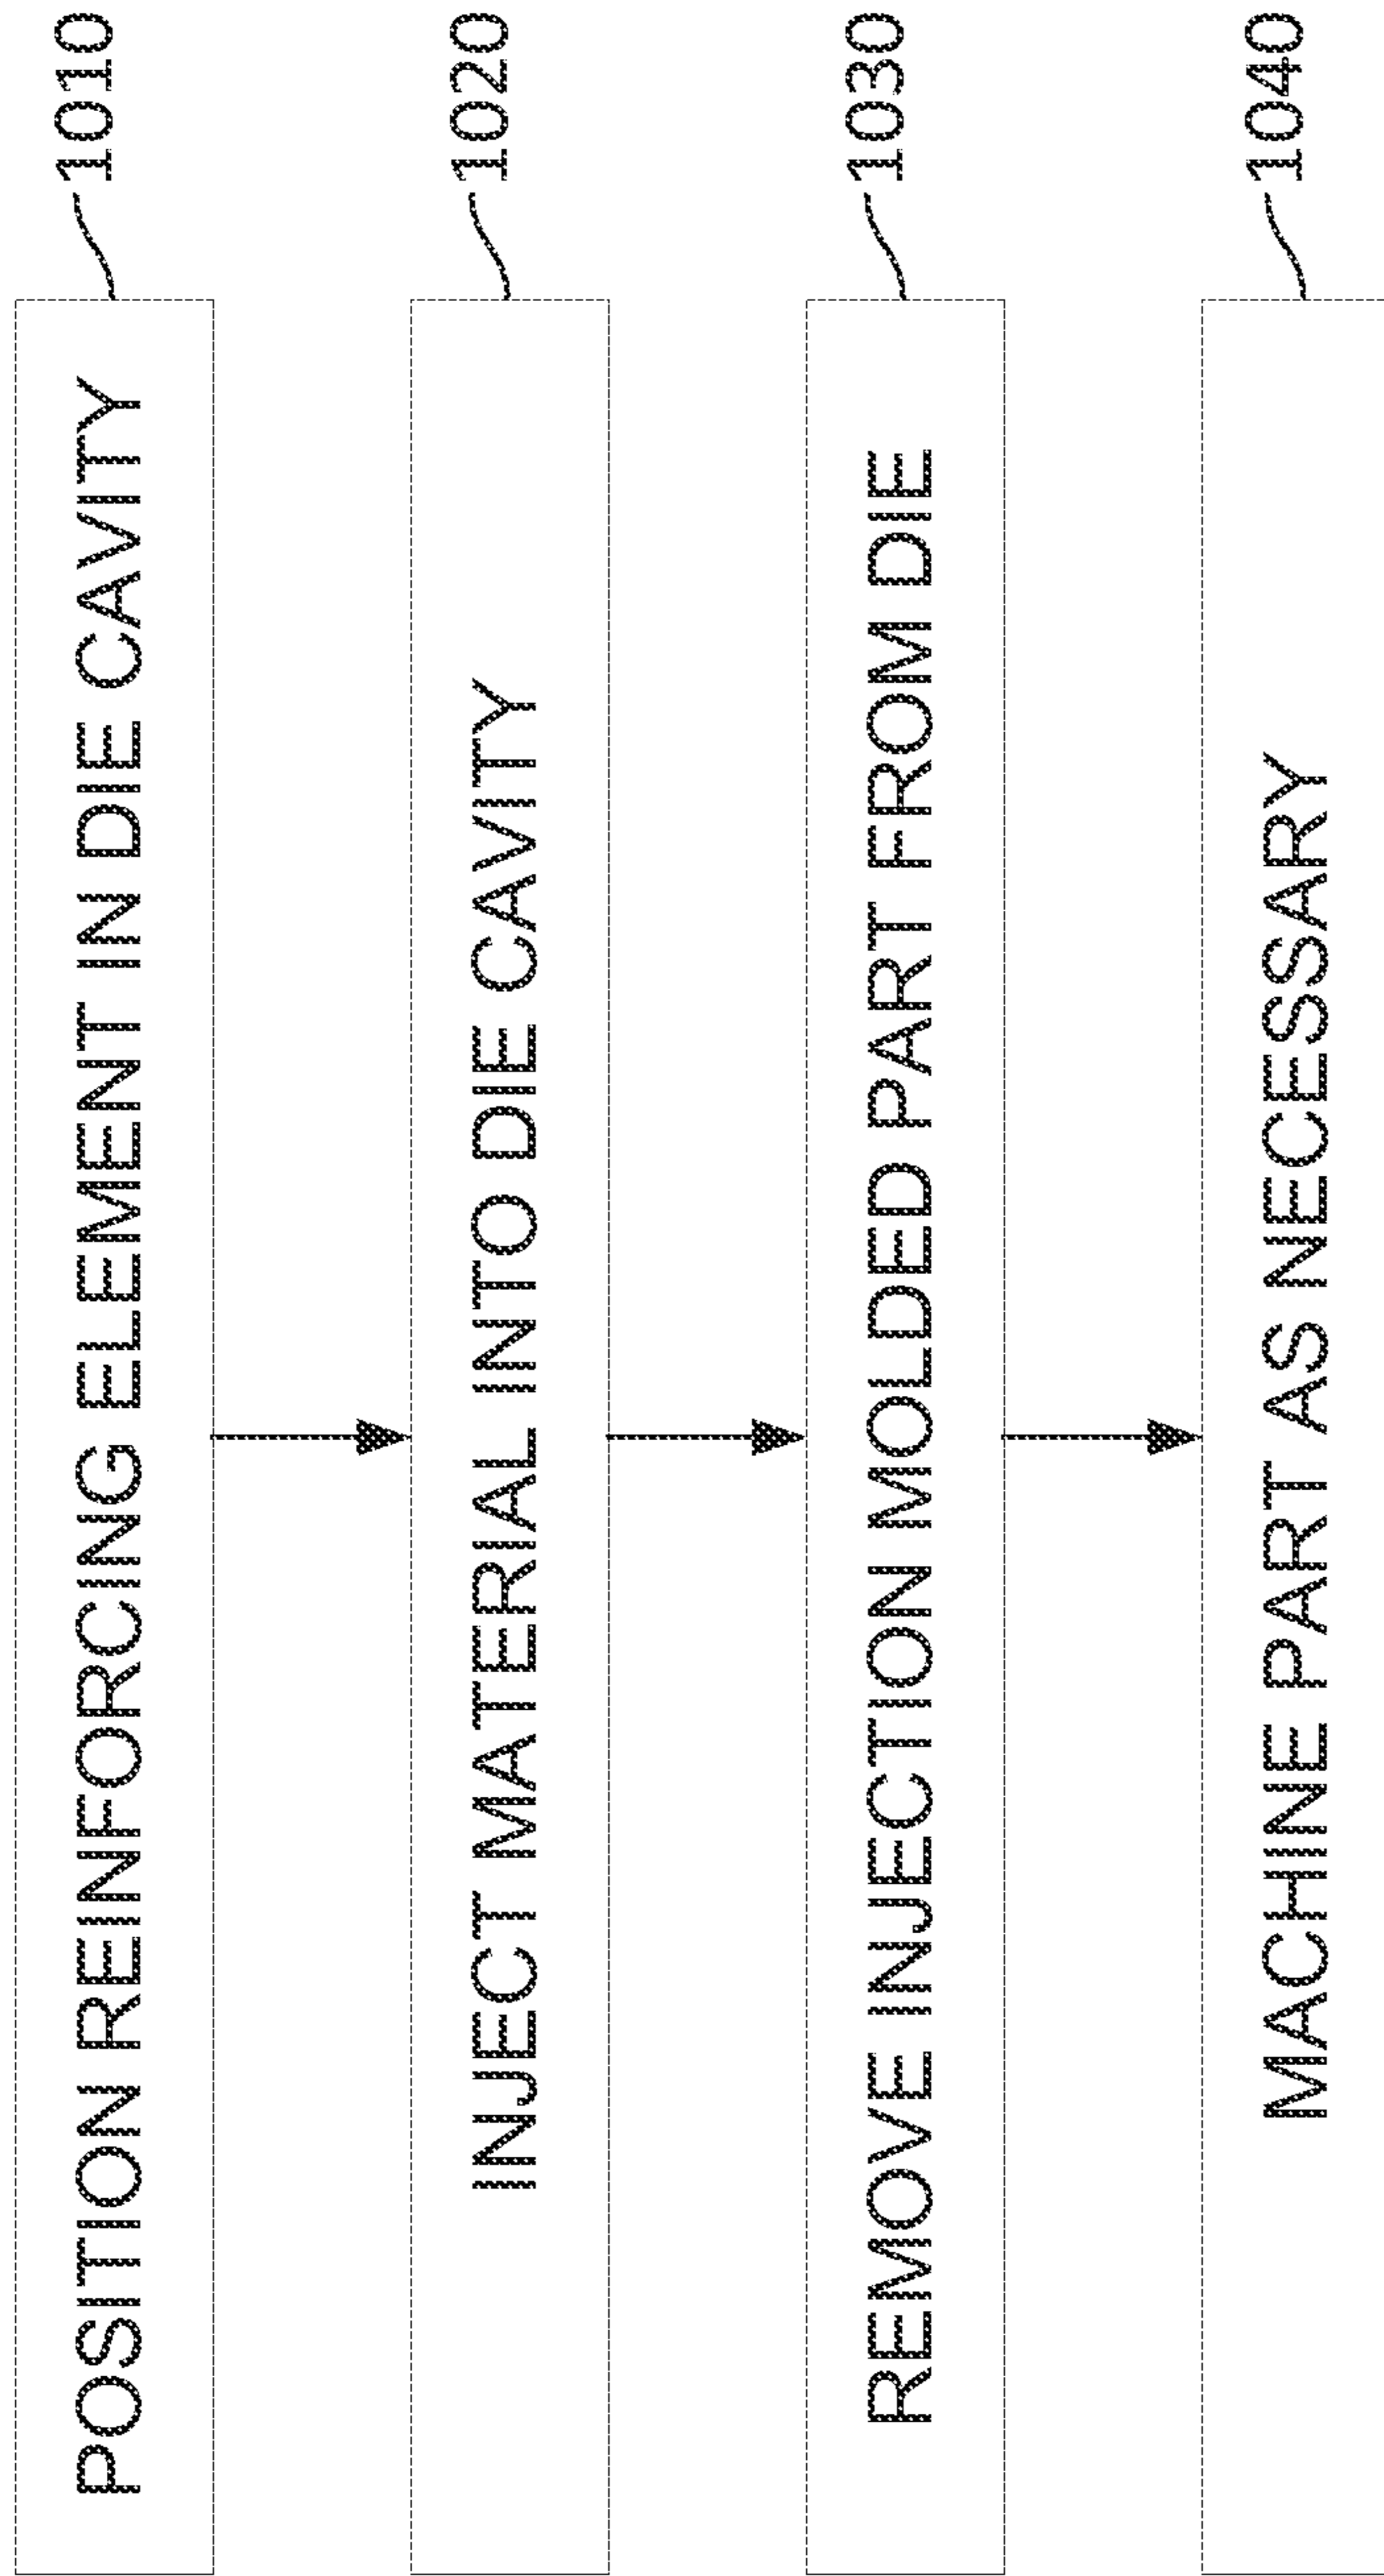 POSITION REINFORCING ELEMENT IN DIE CAVITY
1010
INJECT MATERIAL INTO DIE CAVITY
1020
REMOVE INJECTION MOLDED PART FROM DIE
1030
MACHINE PART AS NECESSARY
1040